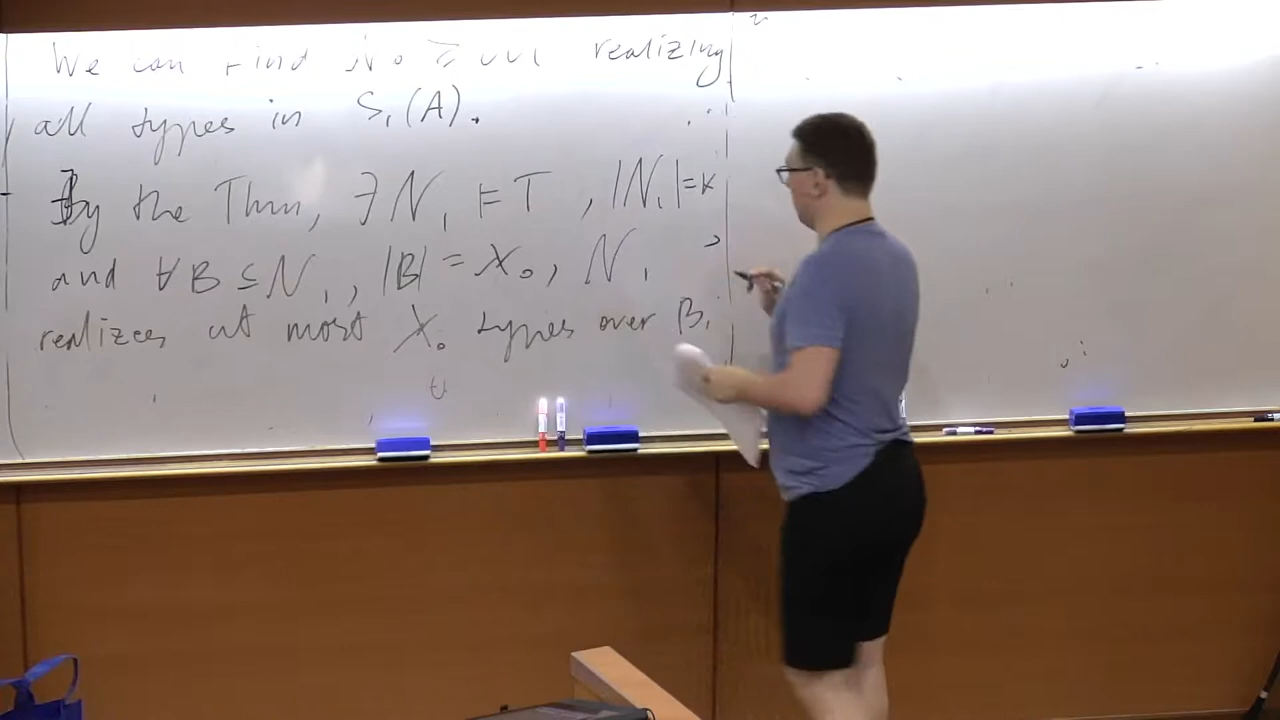 We can find N₀ ≽ M realizing
all types in S₁(A).
By the Thm, ∃ N₁ ⊨ T, |N₁| = κ
and ∀B ⊆ N₁, |B| = ℵ₀, N₁
realizes at most ℵ₀ types over B.